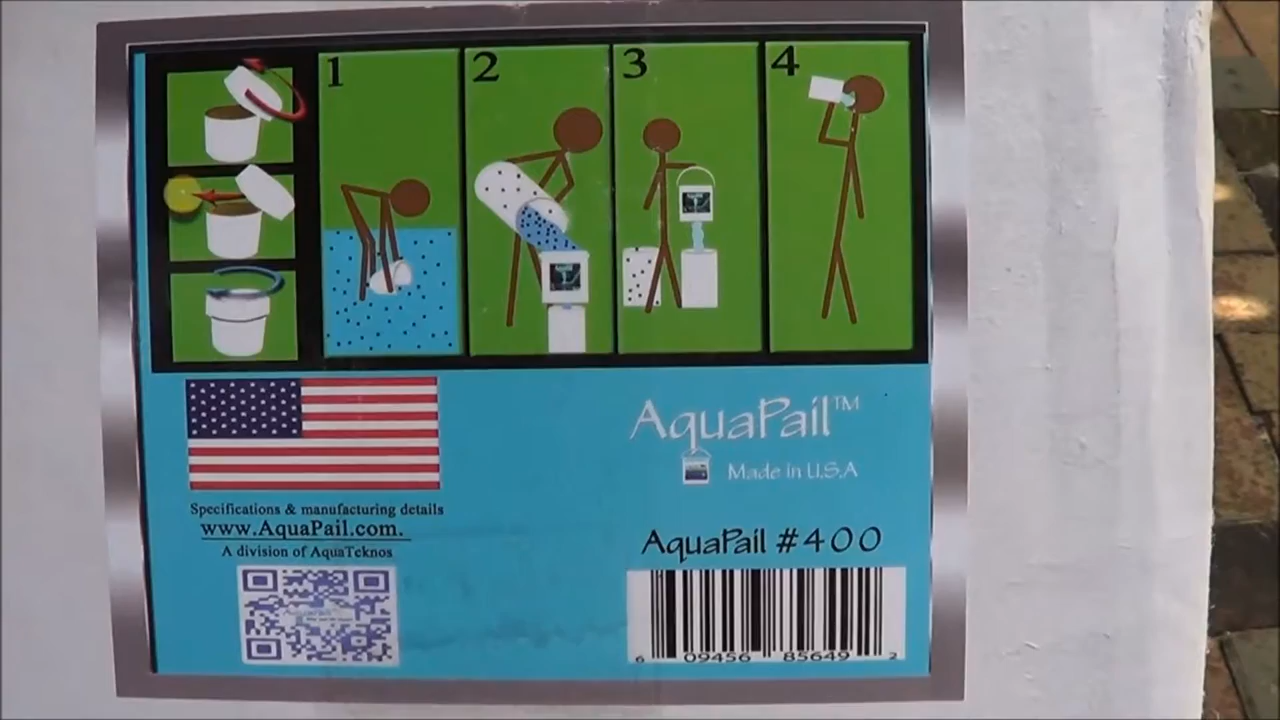 1
2
3
4
AquaPail™
Made in U.S.A
Specifications & manufacturing details
www.AquaPail.com.
A division of AquaTeknos
AquaPail #400
6 09456 85649 2